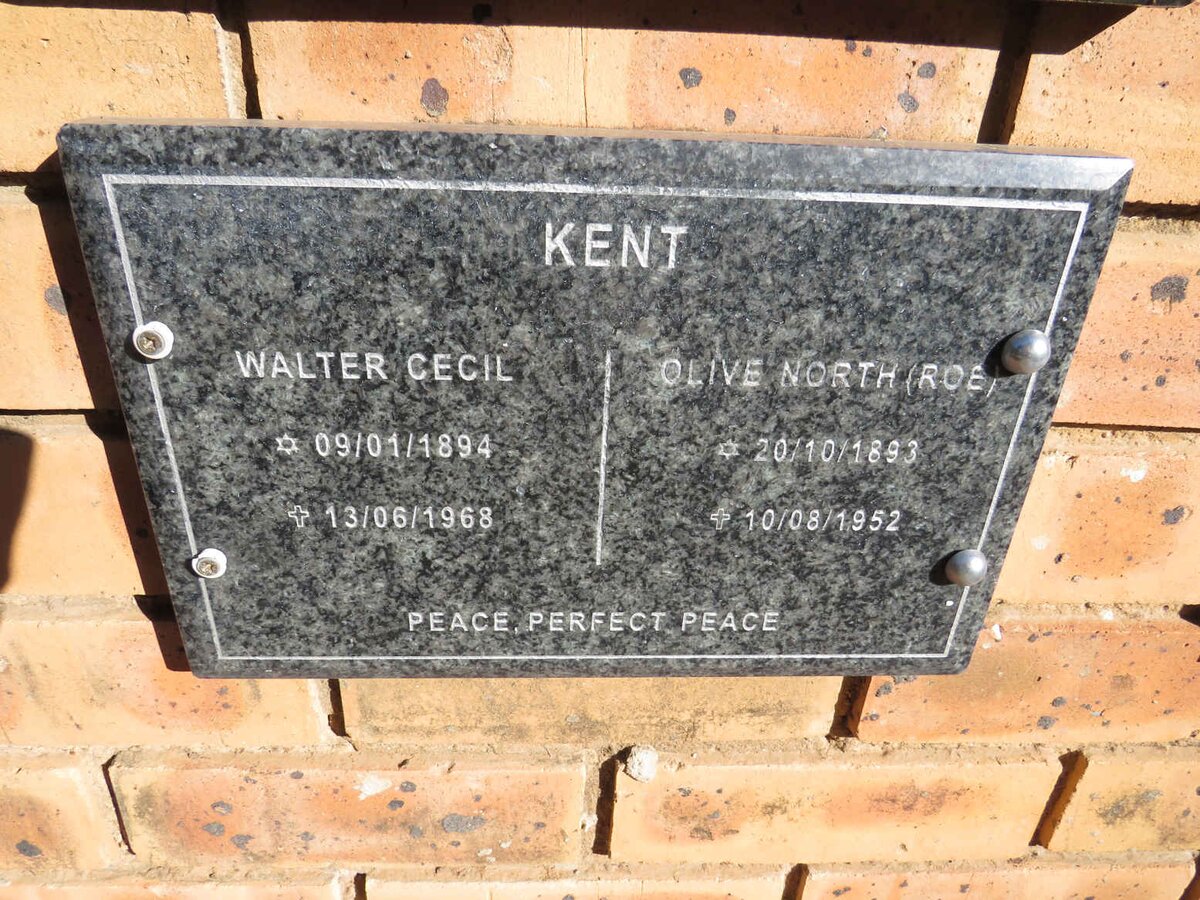 KENT
WALTER CECIL
✡ 09/01/1894
✝ 13/06/1968
OLIVE NORTH (ROE)
✡ 20/10/1893
✝ 10/08/1952
PEACE, PERFECT PEACE